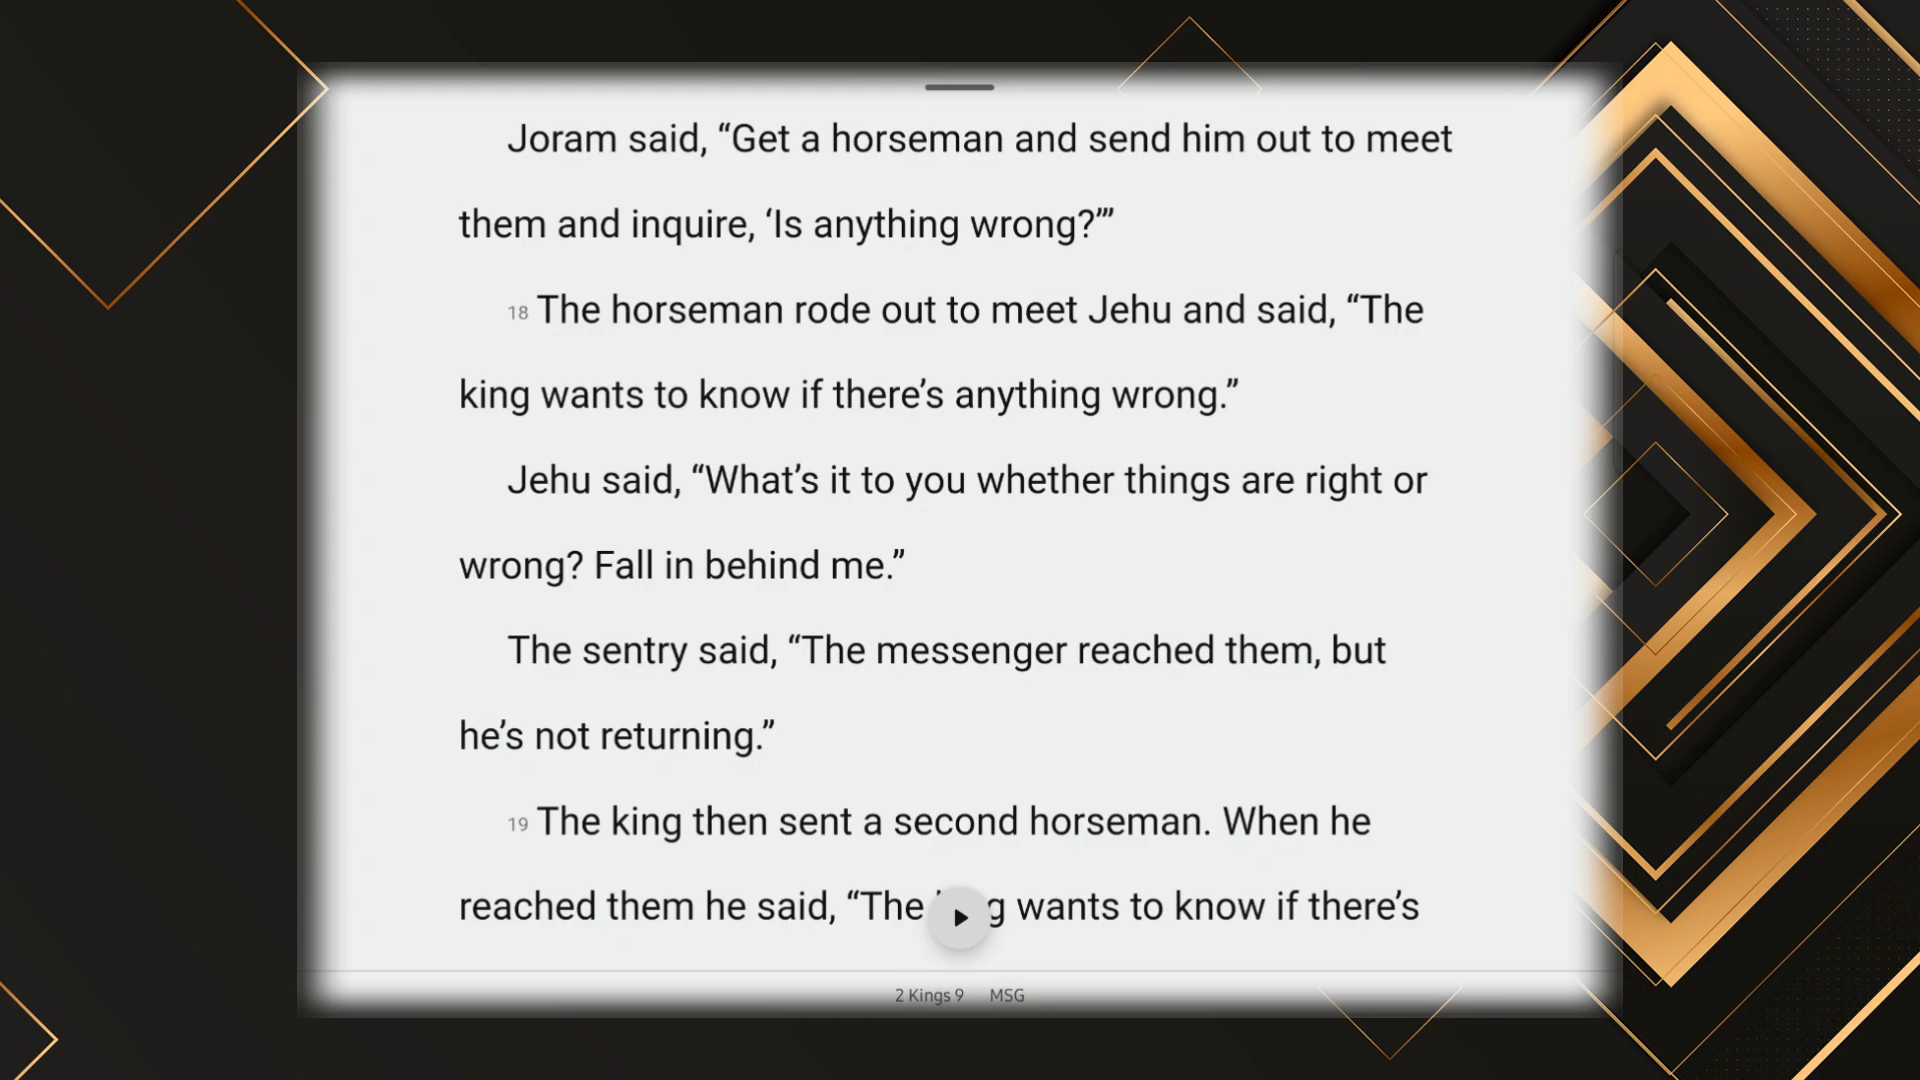 Joram said, “Get a horseman and send him out to meet
them and inquire, ‘Is anything wrong?’”
18 The horseman rode out to meet Jehu and said, “The
king wants to know if there’s anything wrong.”
Jehu said, “What’s it to you whether things are right or
wrong? Fall in behind me.”
The sentry said, “The messenger reached them, but
he’s not returning.”
19 The king then sent a second horseman. When he
reached them he said, “The wants to know if there’s
2 Kings 9 MSG